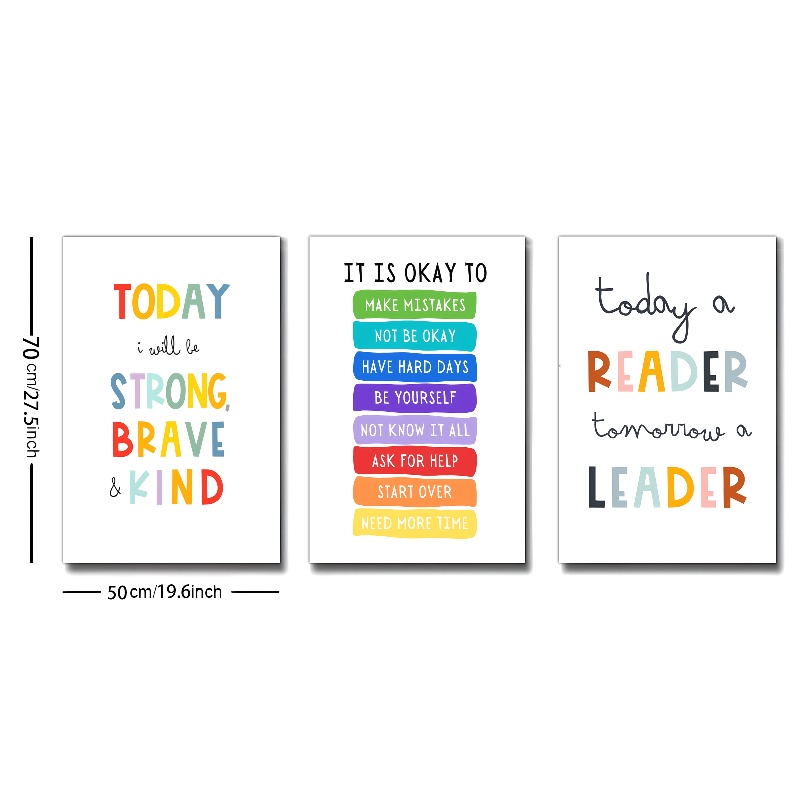 TODAY
i will be
STRONG,
BRAVE
& KIND
IT IS OKAY TO
MAKE MISTAKES
NOT BE OKAY
HAVE HARD DAYS
BE YOURSELF
NOT KNOW IT ALL
ASK FOR HELP
START OVER
NEED MORE TIME
today a
READER
tomorrow a
LEADER
70cm/27.5inch
50cm/19.6inch